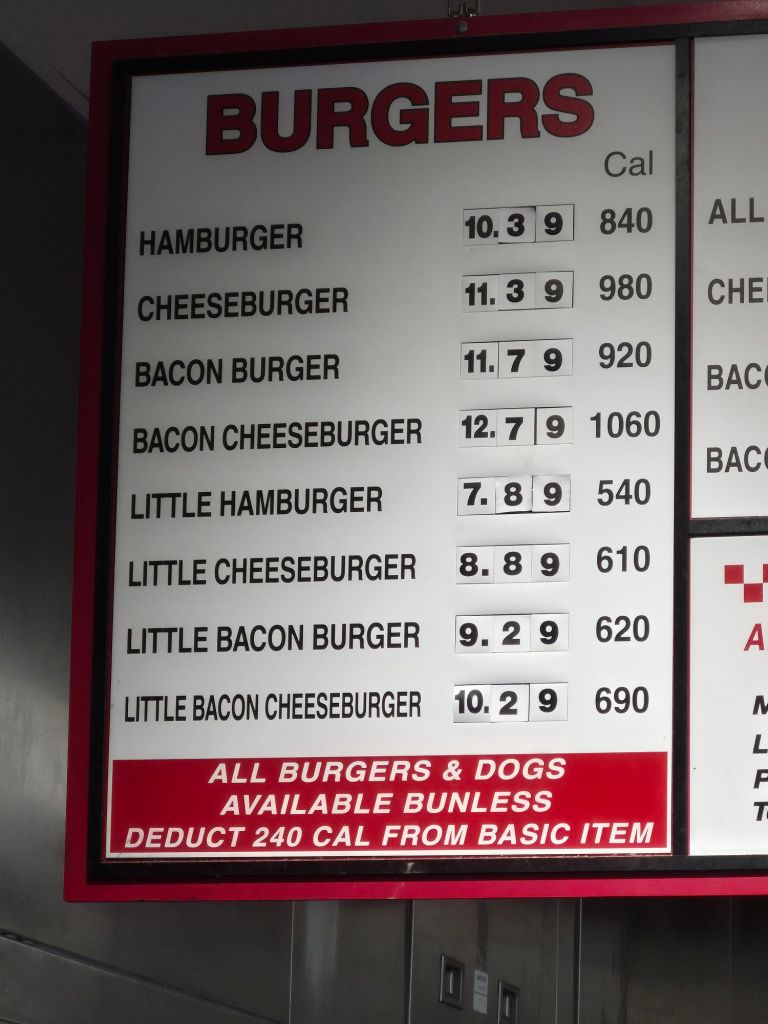 BURGERS
Cal
HAMBURGER 10.39 840
CHEESEBURGER 11.39 980
BACON BURGER 11.79 920
BACON CHEESEBURGER 12.79 1060
LITTLE HAMBURGER 7.89 540
LITTLE CHEESEBURGER 8.89 610
LITTLE BACON BURGER 9.29 620
LITTLE BACON CHEESEBURGER 10.29 690
ALL BURGERS & DOGS
AVAILABLE BUNLESS
DEDUCT 240 CAL FROM BASIC ITEM
ALL